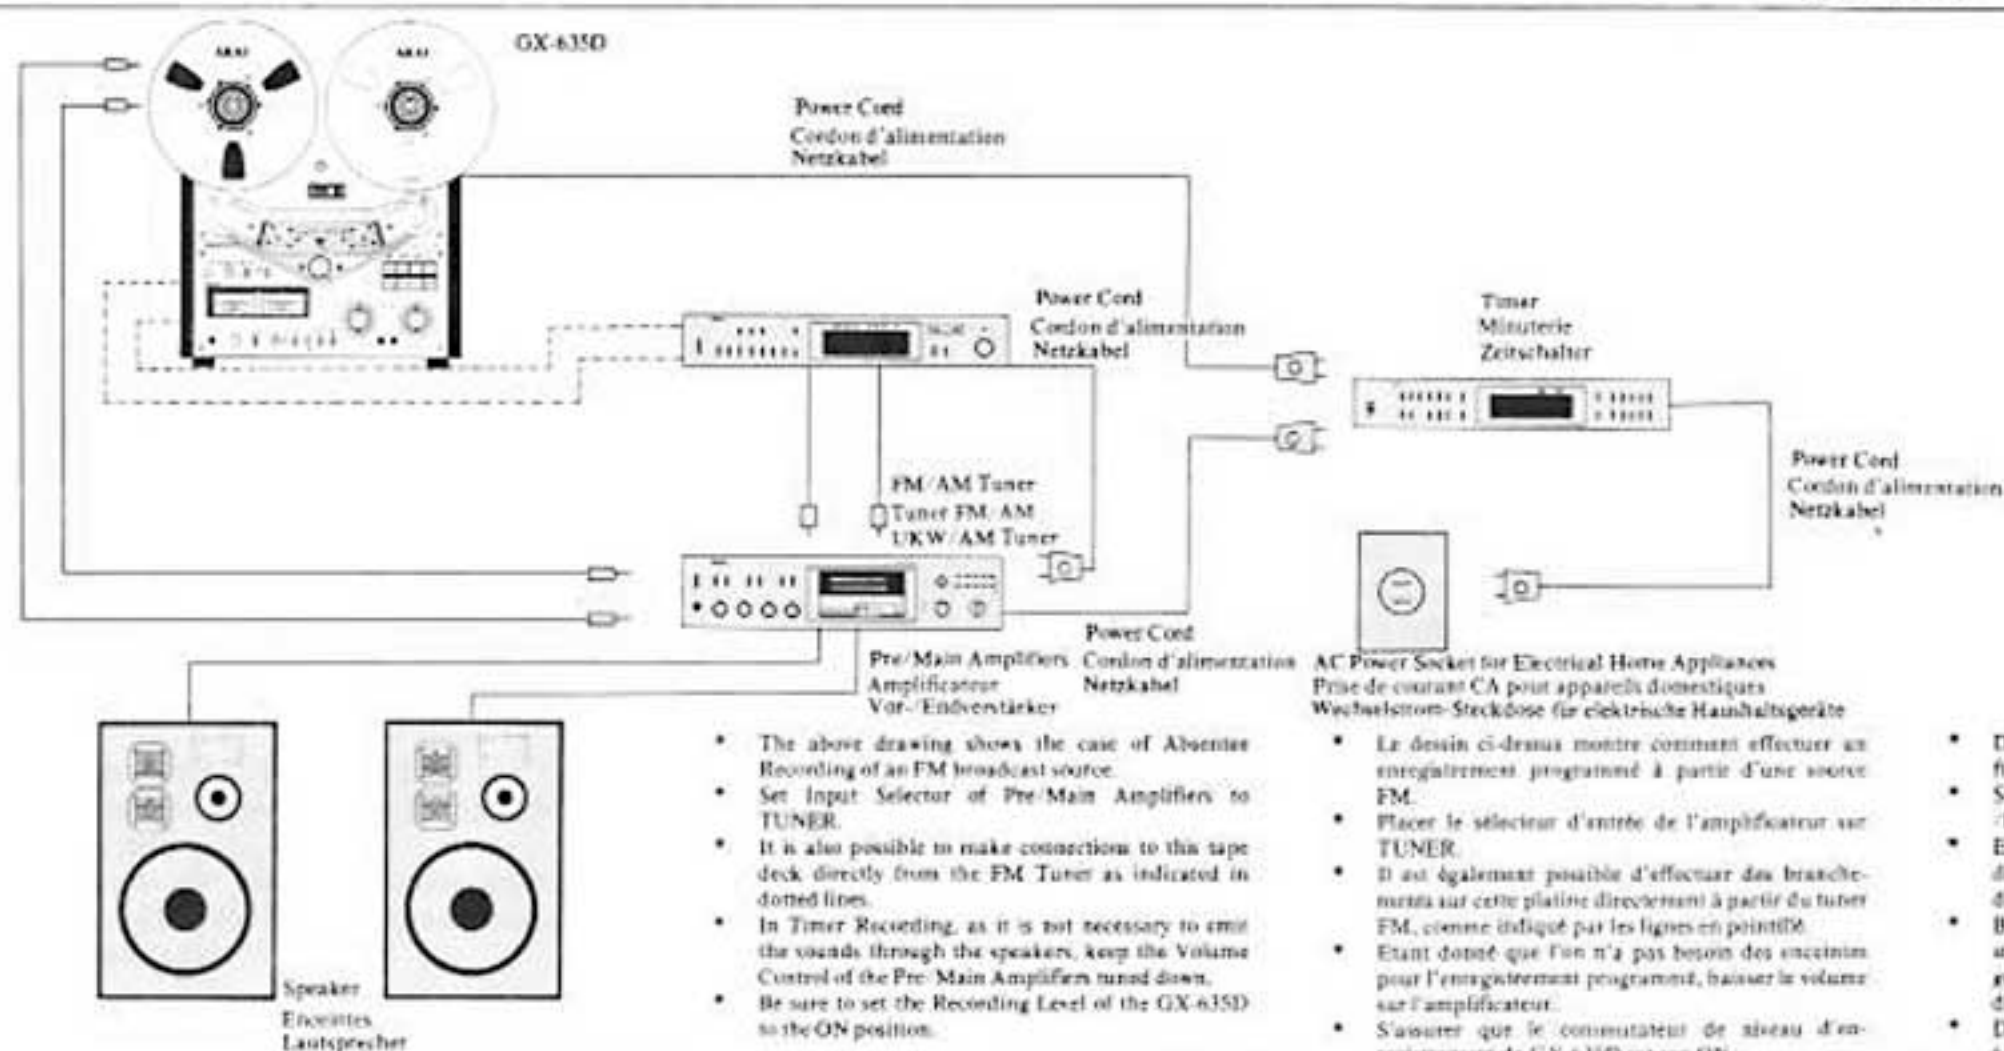 GX-635D
AKAI
AKAI
Power Cord
Cordon d'alimentation
Netzkabel
Power Cord
Cordon d'alimentation
Netzkabel
Timer
Minuterie
Zeitschalter
Power Cord
Cordon d'alimentation
Netzkabel
FM/AM Tuner
Tuner FM/AM
UKW/AM Tuner
Power Cord
Cordon d'alimentation
Netzkabel
Pre/Main Amplifiers
Amplificateur
Vor-/Endverstärker
AC Power Socket for Electrical Home Appliances
Prise de courant CA pour appareils domestiques
Wechselstrom-Steckdose für elektrische Haushaltsgeräte
Speaker
Enceintes
Lautsprecher
* The above drawing shows the case of Absentee
Recording of an FM broadcast source.
* Set Input Selector of Pre/Main Amplifiers to
TUNER.
* It is also possible to make connections to this tape
deck directly from the FM Tuner as indicated in
dotted lines.
* In Timer Recording, as it is not necessary to emit
the sounds through the speakers, keep the Volume
Control of the Pre/Main Amplifiers tuned down.
* Be sure to set the Recording Level of the GX-635D
to the ON position.
* Le dessin ci-dessus montre comment effectuer un
enregistrement programmé à partir d'une source
FM.
* Placer le sélecteur d'entrée de l'amplificateur sur
TUNER.
* Il est également possible d'effectuer des branche-
ments sur cette platine directement à partir du tuner
FM, comme indiqué par les lignes en pointillé.
* Etant donné que l'on n'a pas besoin des enceintes
pour l'enregistrement programmé, baisser le volume
sur l'amplificateur.
* S'assurer que le commutateur de niveau d'en-